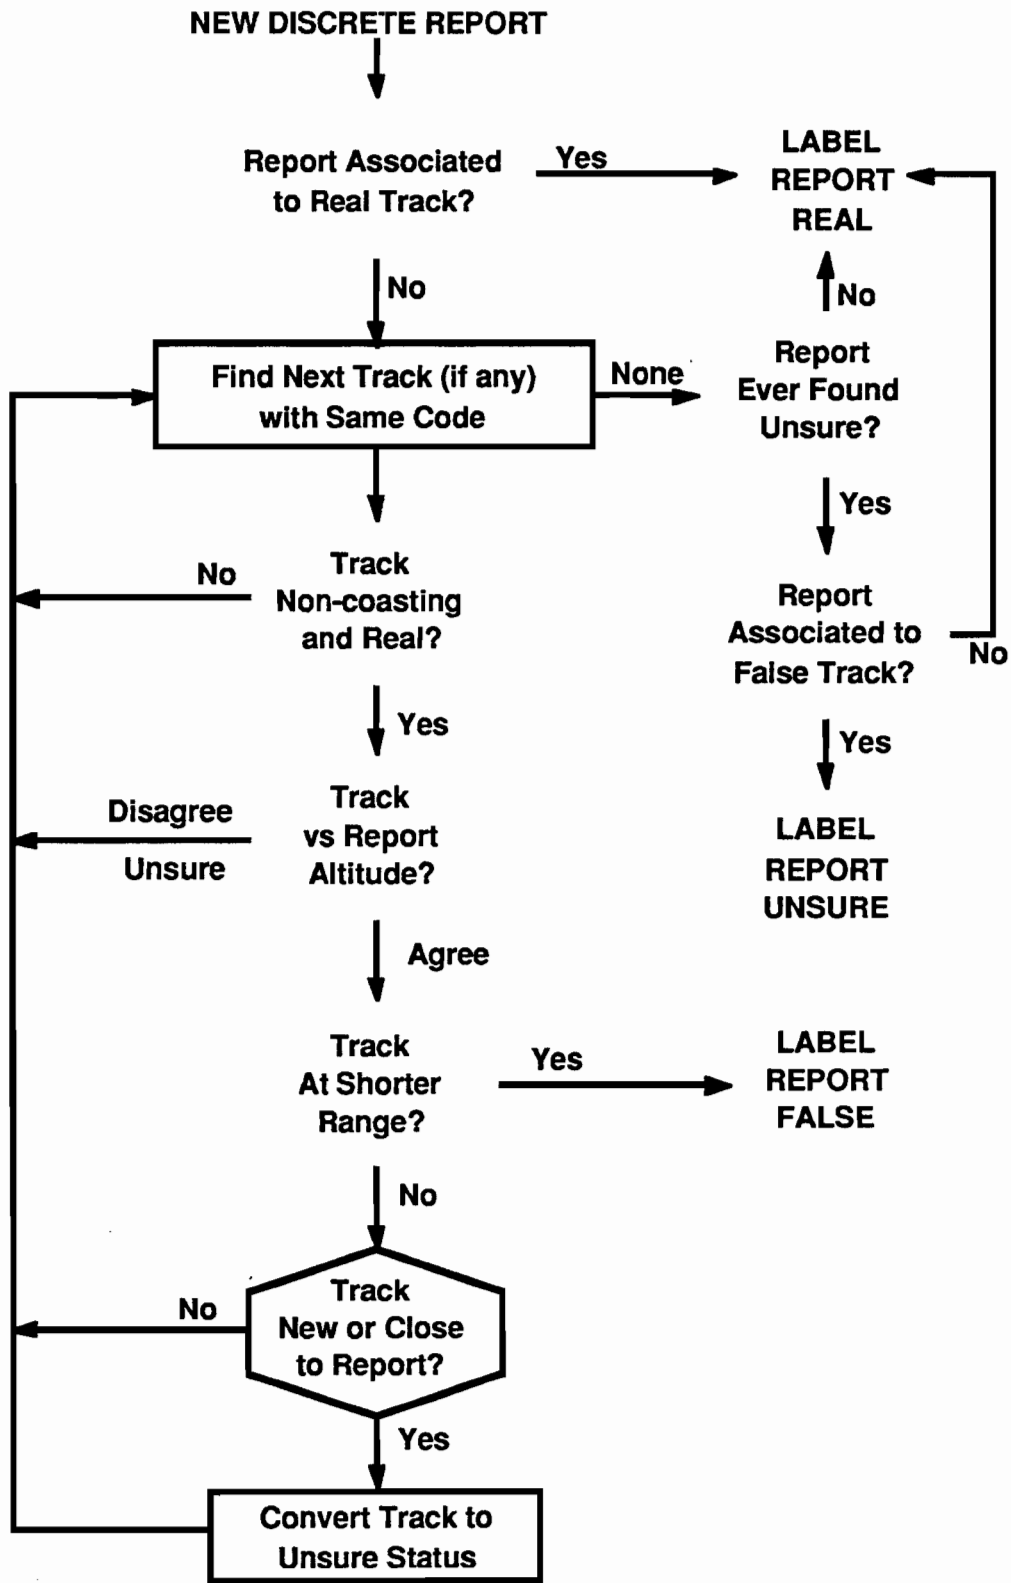 NEW DISCRETE REPORT
Report Associated
to Real Track?
Yes
LABEL
REPORT
REAL
No
Find Next Track (if any)
with Same Code
None
No
Report
Ever Found
Unsure?
Yes
Track
Non-coasting
and Real?
No
Report
Associated to
False Track?
No
Yes
Yes
Track
vs Report
Altitude?
Disagree
Unsure
LABEL
REPORT
UNSURE
Agree
Track
At Shorter
Range?
Yes
LABEL
REPORT
FALSE
No
Track
New or Close
to Report?
No
Yes
Convert Track to
Unsure Status